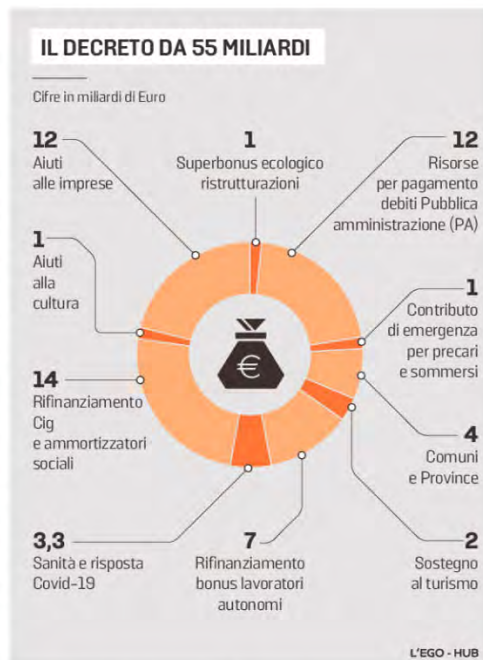 IL DECRETO DA 55 MILIARDI
Cifre in miliardi di Euro
12
Aiuti
alle imprese
1
Superbonus ecologico
ristrutturazioni
12
Risorse
per pagamento
debiti Pubblica
amministrazione (PA)
1
Aiuti
alla
cultura
1
Contributo
di emergenza
per precari
e sommersi
€
14
Rifinanziamento
Cig
e ammortizzatori
sociali
4
Comuni
e Province
3,3
Sanità e risposta
Covid-19
7
Rifinanziamento
bonus lavoratori
autonomi
2
Sostegno
al turismo
L'EGO - HUB